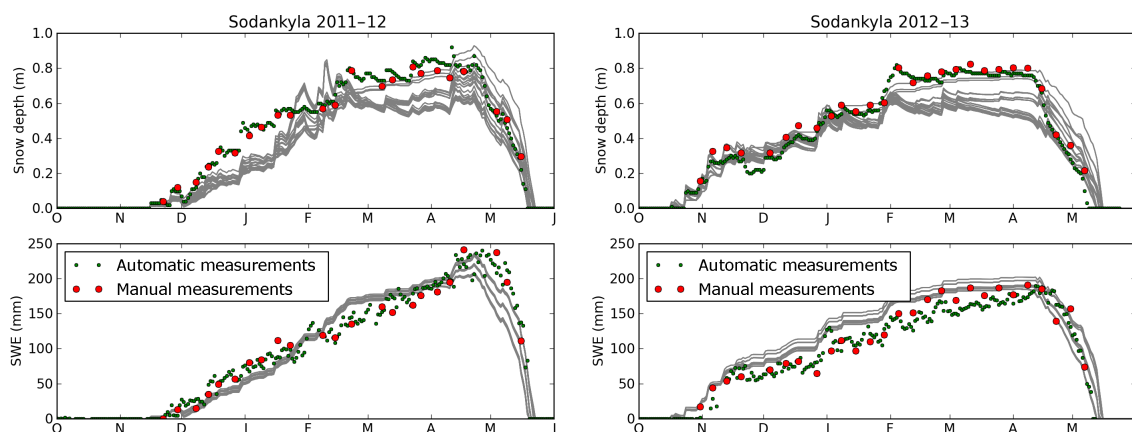 Sodankyla 2011–12
Snow depth (m)
1.0
0.8
0.6
0.4
0.2
0.0
O N D J F M A M J
Sodankyla 2012–13
Snow depth (m)
1.0
0.8
0.6
0.4
0.2
0.0
O N D J F M A M
SWE (mm)
250
200
150
100
50
0
Automatic measurements
Manual measurements
O N D J F M A M J
SWE (mm)
250
200
150
100
50
0
Automatic measurements
Manual measurements
O N D J F M A M